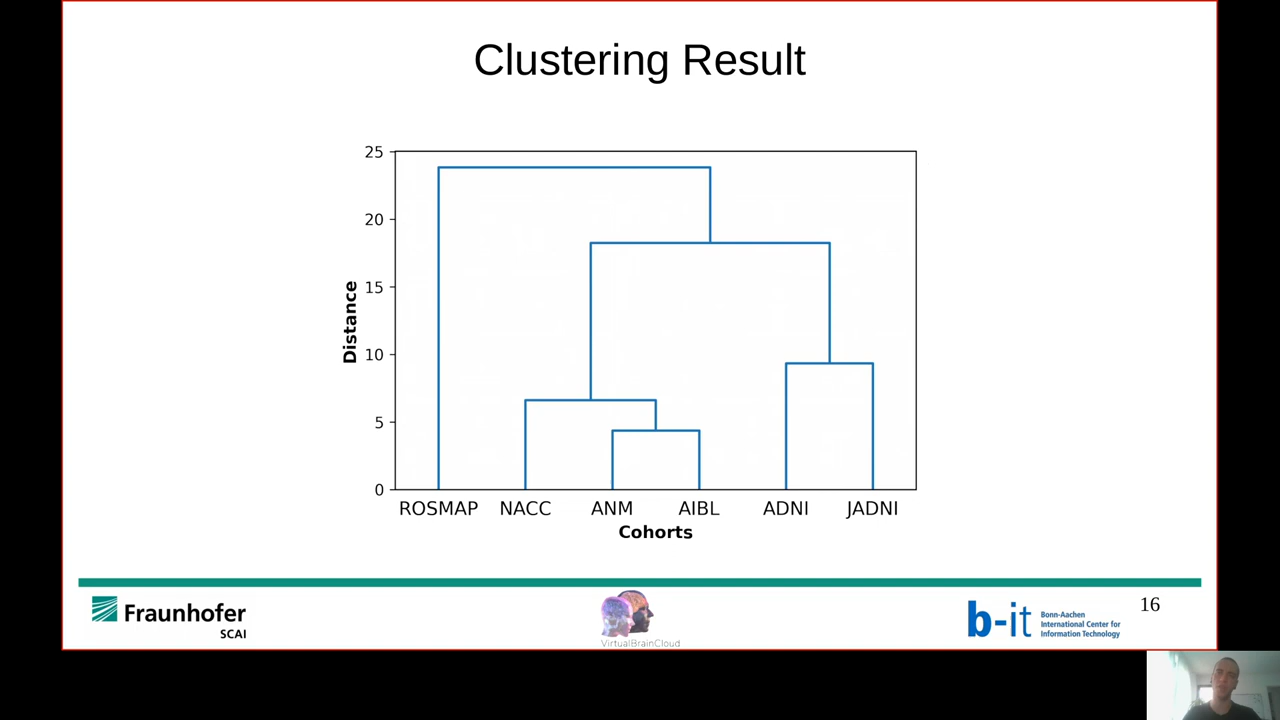 Clustering Result
25
20
15
10
5
0
Distance
ROSMAP NACC ANM AIBL ADNI JADNI
Cohorts
Fraunhofer
SCAI
VirtualBrainCloud
b-it
Bonn-Aachen
International Center for
Information Technology
16